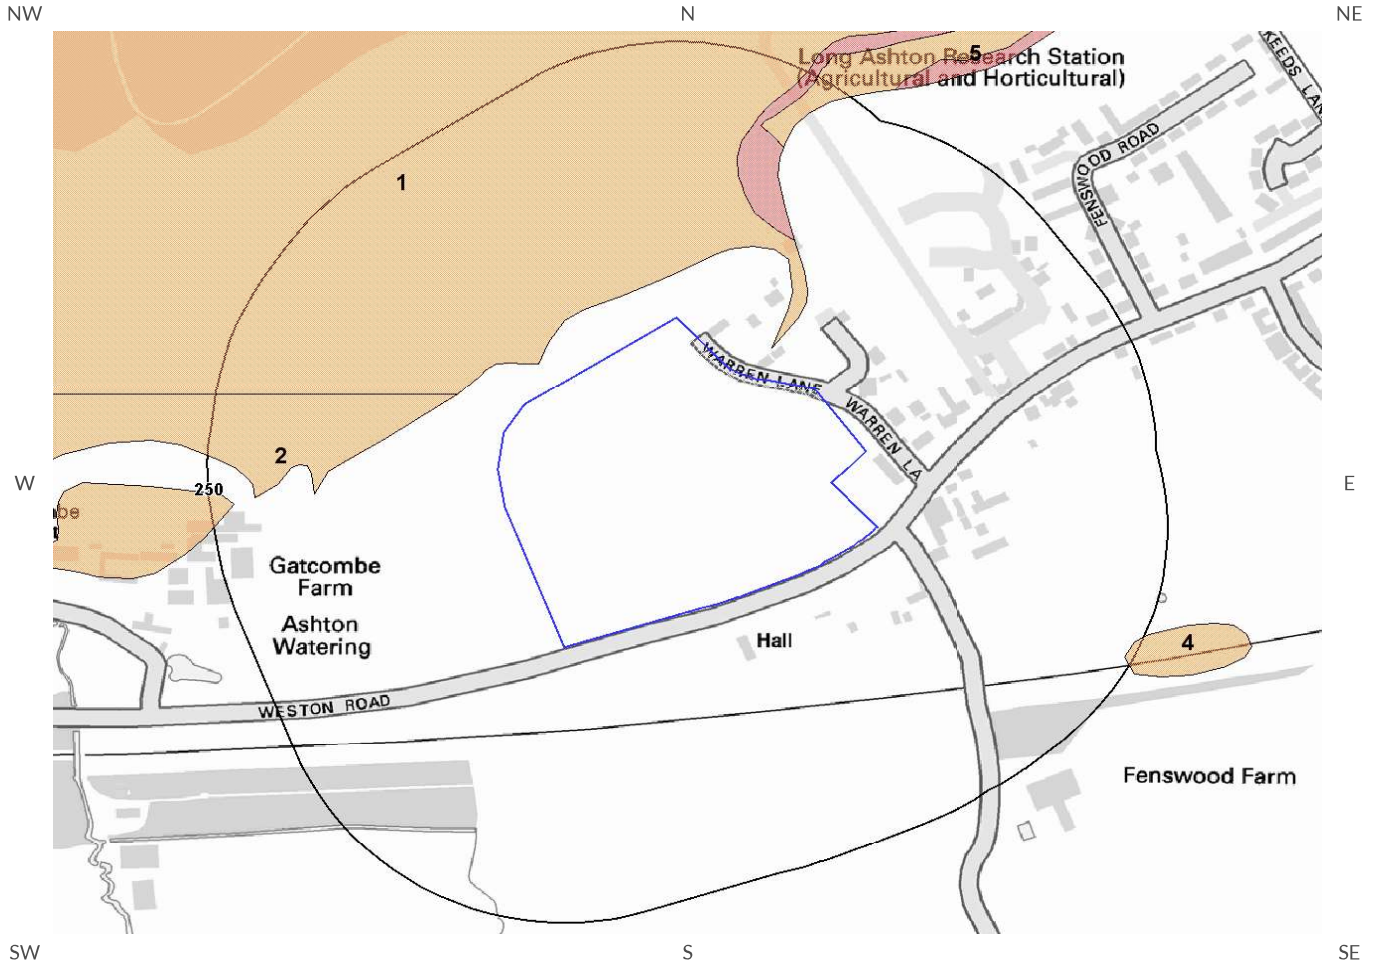 NW
N
NE
5
Long Ashton Research Station
(Agricultural and Horticultural)
KEEDS LAN
FENSWOOD ROAD
1
WARREN LANE
WARREN LA
2
W
250
E
Gatcombe
Farm
Ashton
Watering
Hall
4
WESTON ROAD
Fenswood Farm
SW
S
SE